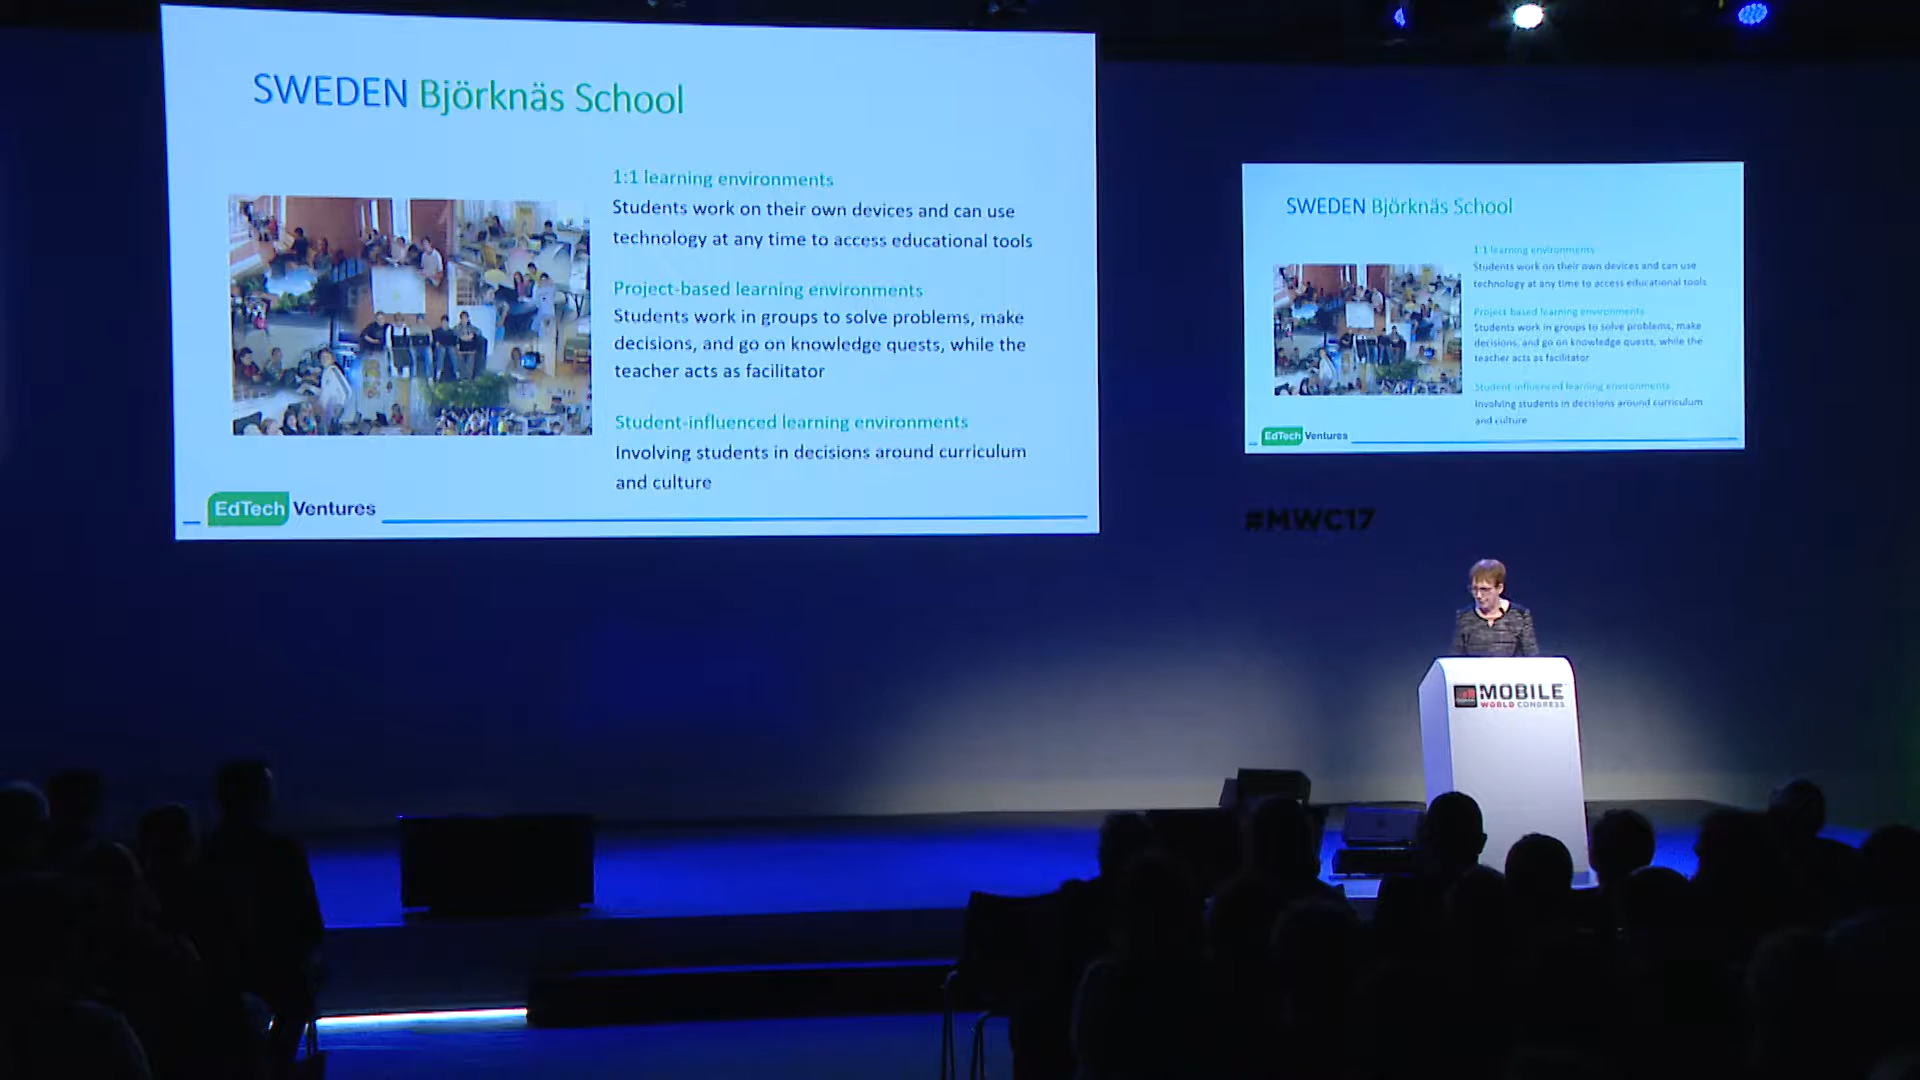 SWEDEN Björknäs School
1:1 learning environments
Students work on their own devices and can use
technology at any time to access educational tools
Project-based learning environments
Students work in groups to solve problems, make
decisions, and go on knowledge quests, while the
teacher acts as facilitator
Student-influenced learning environments
Involving students in decisions around curriculum
and culture
EdTech Ventures
SWEDEN Björknäs School
1:1 learning environments
Students work on their own devices and can use
technology at any time to access educational tools
Project-based learning environments
Students work in groups to solve problems, make
decisions, and go on knowledge quests, while the
teacher acts as facilitator
Student-influenced learning environments
Involving students in decisions around curriculum
and culture
EdTech Ventures
#MWC17
MOBILE
WORLD CONGRESS